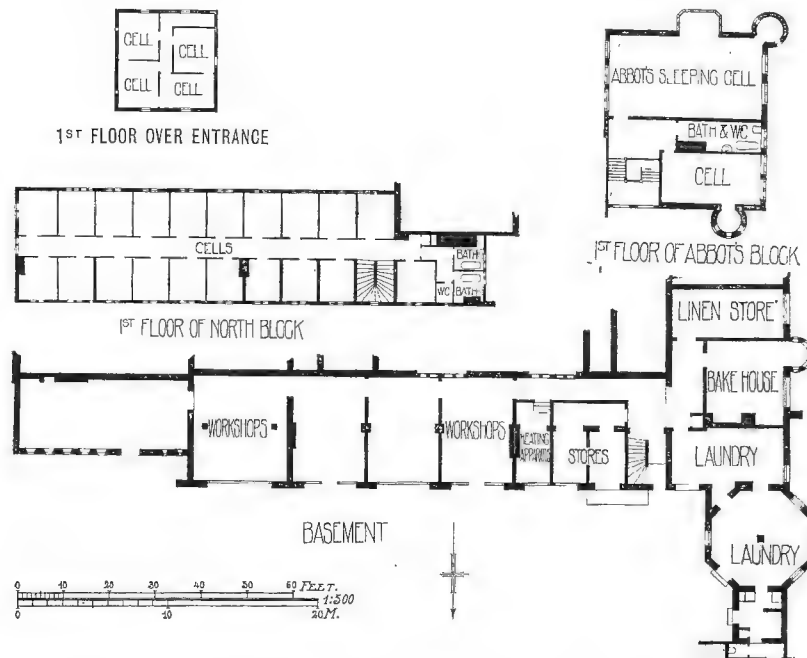 CELL
CELL
CELL
CELL
1ST FLOOR OVER ENTRANCE
ABBOT'S SLEEPING CELL
BATH & WC
CELL
1ST FLOOR OF ABBOT'S BLOCK
CELLS
BATH
WC
BATH
1ST FLOOR OF NORTH BLOCK
LINEN STORE
BAKE HOUSE
WORKSHOPS
WORKSHOPS
HEATING
APPARATUS
STORES
LAUNDRY
BASEMENT
LAUNDRY
0 10 20 30 40 50 60 FEET.
1:500
0 10 20 M.